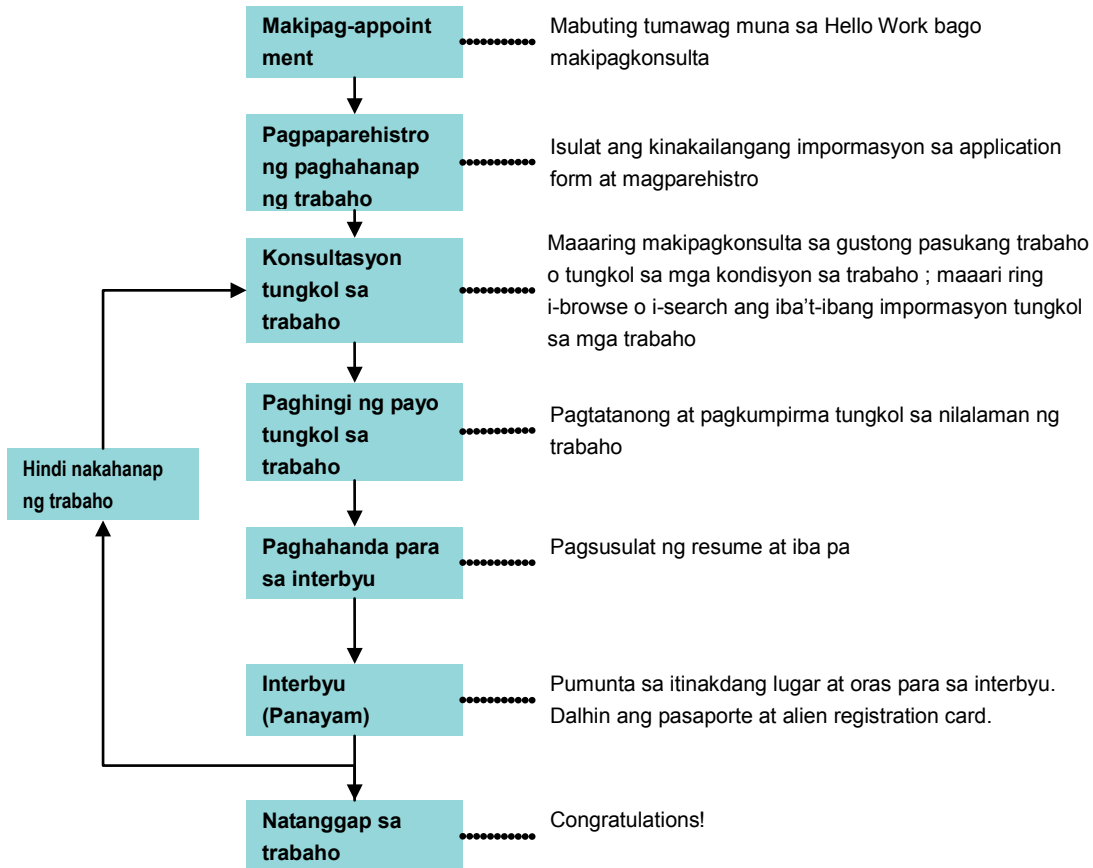 Makipag-appoint
ment
Mabuting tumawag muna sa Hello Work bago
makipagkonsulta
Pagpaparehistro
ng paghahanap
ng trabaho
Isulat ang kinakailangang impormasyon sa application
form at magparehistro
Konsultasyon
tungkol sa
trabaho
Maaaring makipagkonsulta sa gustong pasukang trabaho
o tungkol sa mga kondisyon sa trabaho ; maaari ring
i-browse o i-search ang iba’t-ibang impormasyon tungkol
sa mga trabaho
Paghingi ng payo
tungkol sa
trabaho
Pagtatanong at pagkumpirma tungkol sa nilalaman ng
trabaho
Hindi nakahanap
ng trabaho
Paghahanda para
sa interbyu
Pagsusulat ng resume at iba pa
Interbyu
(Panayam)
Pumunta sa itinakdang lugar at oras para sa interbyu.
Dalhin ang pasaporte at alien registration card.
Natanggap sa
trabaho
Congratulations!